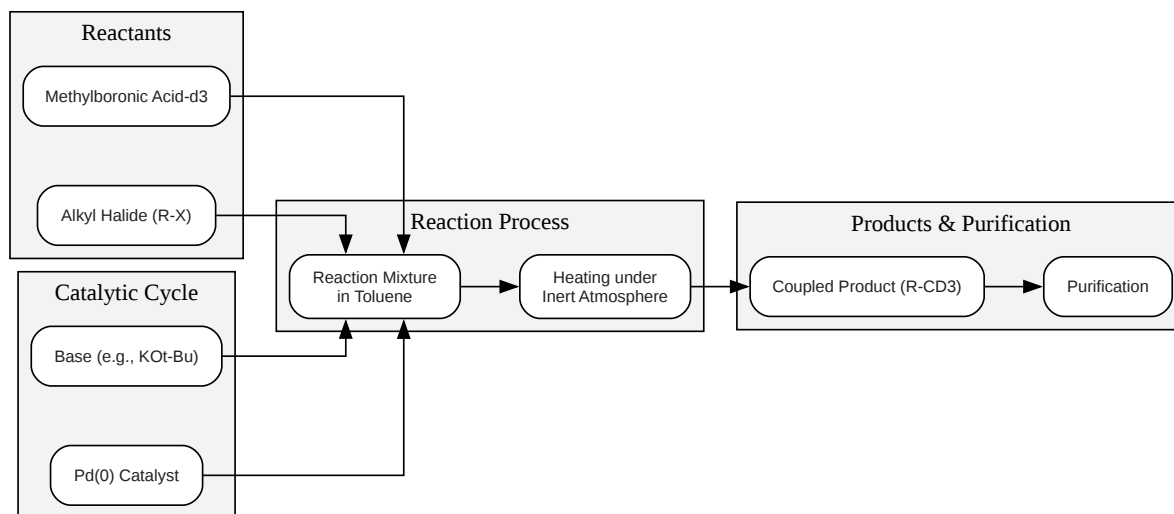 Reactants
Methylboronic Acid-d3
Alkyl Halide (R-X)
Catalytic Cycle
Base (e.g., KOt-Bu)
Pd(0) Catalyst
Reaction Process
Reaction Mixture
in Toluene
Heating under
Inert Atmosphere
Products & Purification
Coupled Product (R-CD3)
Purification